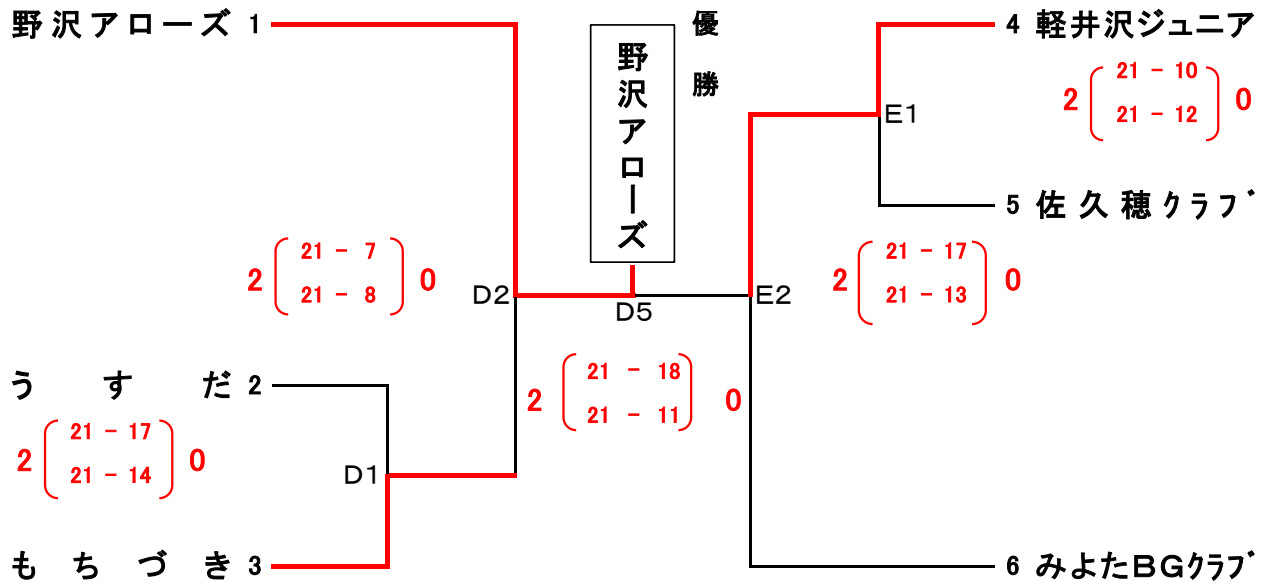 野沢アローズ 1
優勝
野沢アローズ
4 軽井沢ジュニア
2 ( 21 - 10 ) 0
21 - 12
E1
5 佐久穂クラブ
2 ( 21 - 7 ) 0
21 - 8
D2
D5
E2
2 ( 21 - 17 ) 0
21 - 13
うすだ 2
2 ( 21 - 18 ) 0
21 - 11
2 ( 21 - 17 ) 0
21 - 14
D1
もちづき 3
6 みよたBGクラブ